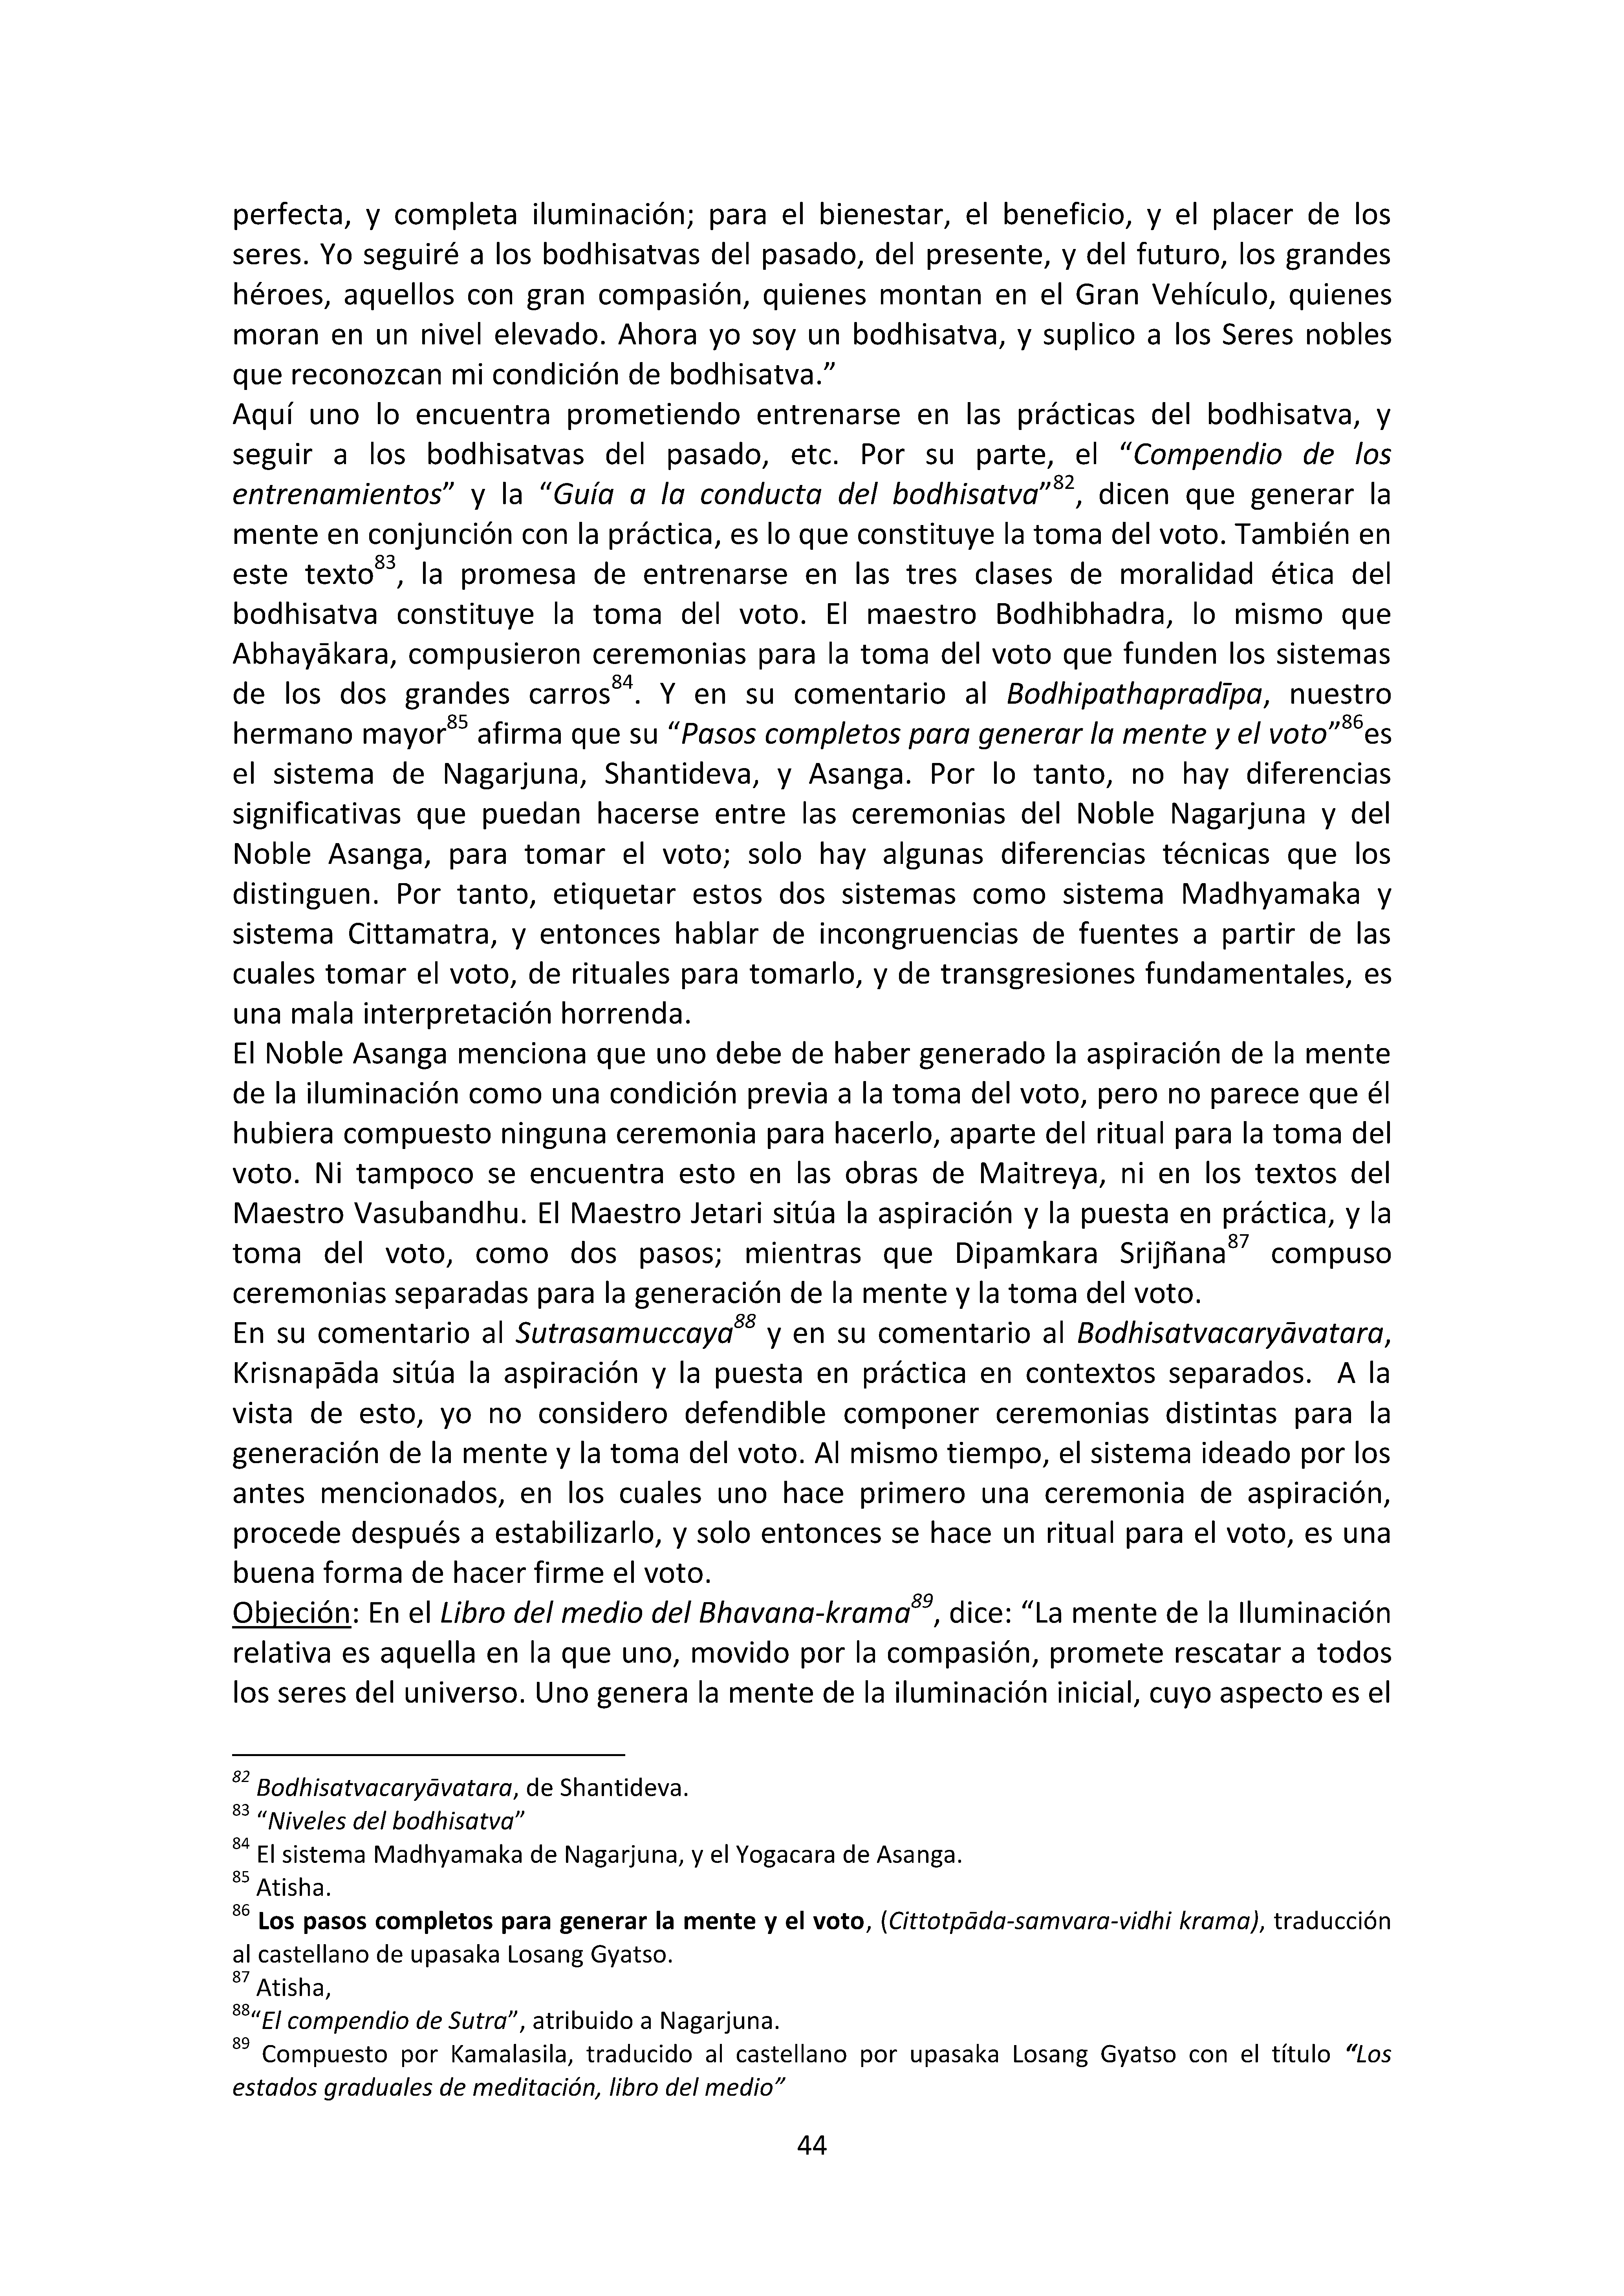 perfecta, y completa iluminación; para el bienestar, el beneficio, y el placer de los
seres. Yo seguiré a los bodhisatvas del pasado, del presente, y del futuro, los grandes
héroes, aquellos con gran compasión, quienes montan en el Gran Vehículo, quienes
moran en un nivel elevado. Ahora yo soy un bodhisatva, y suplico a los Seres nobles
que reconozcan mi condición de bodhisatva.”
Aquí uno lo encuentra prometiendo entrenarse en las prácticas del bodhisatva, y
seguir a los bodhisatvas del pasado, etc. Por su parte, el “Compendio de los
entrenamientos” y la “Guía a la conducta del bodhisatva”82, dicen que generar la
mente en conjunción con la práctica, es lo que constituye la toma del voto. También en
este texto83, la promesa de entrenarse en las tres clases de moralidad ética del
bodhisatva constituye la toma del voto. El maestro Bodhibhadra, lo mismo que
Abhayākara, compusieron ceremonias para la toma del voto que funden los sistemas
de los dos grandes carros84. Y en su comentario al Bodhipathapradīpa, nuestro
hermano mayor85 afirma que su “Pasos completos para generar la mente y el voto”86es
el sistema de Nagarjuna, Shantideva, y Asanga. Por lo tanto, no hay diferencias
significativas que puedan hacerse entre las ceremonias del Noble Nagarjuna y del
Noble Asanga, para tomar el voto; solo hay algunas diferencias técnicas que los
distinguen. Por tanto, etiquetar estos dos sistemas como sistema Madhyamaka y
sistema Cittamatra, y entonces hablar de incongruencias de fuentes a partir de las
cuales tomar el voto, de rituales para tomarlo, y de transgresiones fundamentales, es
una mala interpretación horrenda.
El Noble Asanga menciona que uno debe de haber generado la aspiración de la mente
de la iluminación como una condición previa a la toma del voto, pero no parece que él
hubiera compuesto ninguna ceremonia para hacerlo, aparte del ritual para la toma del
voto. Ni tampoco se encuentra esto en las obras de Maitreya, ni en los textos del
Maestro Vasubandhu. El Maestro Jetari sitúa la aspiración y la puesta en práctica, y la
toma del voto, como dos pasos; mientras que Dipamkara Srijñana87 compuso
ceremonias separadas para la generación de la mente y la toma del voto.
En su comentario al Sutrasamuccaya88 y en su comentario al Bodhisatvacaryāvatara,
Krisnapāda sitúa la aspiración y la puesta en práctica en contextos separados.  A la
vista de esto, yo no considero defendible componer ceremonias distintas para la
generación de la mente y la toma del voto. Al mismo tiempo, el sistema ideado por los
antes mencionados, en los cuales uno hace primero una ceremonia de aspiración,
procede después a estabilizarlo, y solo entonces se hace un ritual para el voto, es una
buena forma de hacer firme el voto.
Objeción: En el Libro del medio del Bhavana-krama89, dice: “La mente de la Iluminación
relativa es aquella en la que uno, movido por la compasión, promete rescatar a todos
los seres del universo. Uno genera la mente de la iluminación inicial, cuyo aspecto es el
82 Bodhisatvacaryāvatara, de Shantideva.
83 “Niveles del bodhisatva”
84 El sistema Madhyamaka de Nagarjuna, y el Yogacara de Asanga.
85 Atisha.
86 Los pasos completos para generar la mente y el voto, (Cittotpāda-samvara-vidhi krama), traducción
al castellano de upasaka Losang Gyatso.
87 Atisha,
88“El compendio de Sutra”, atribuido a Nagarjuna.
89 Compuesto por Kamalasila, traducido al castellano por upasaka Losang Gyatso con el título “Los
estados graduales de meditación, libro del medio”
44